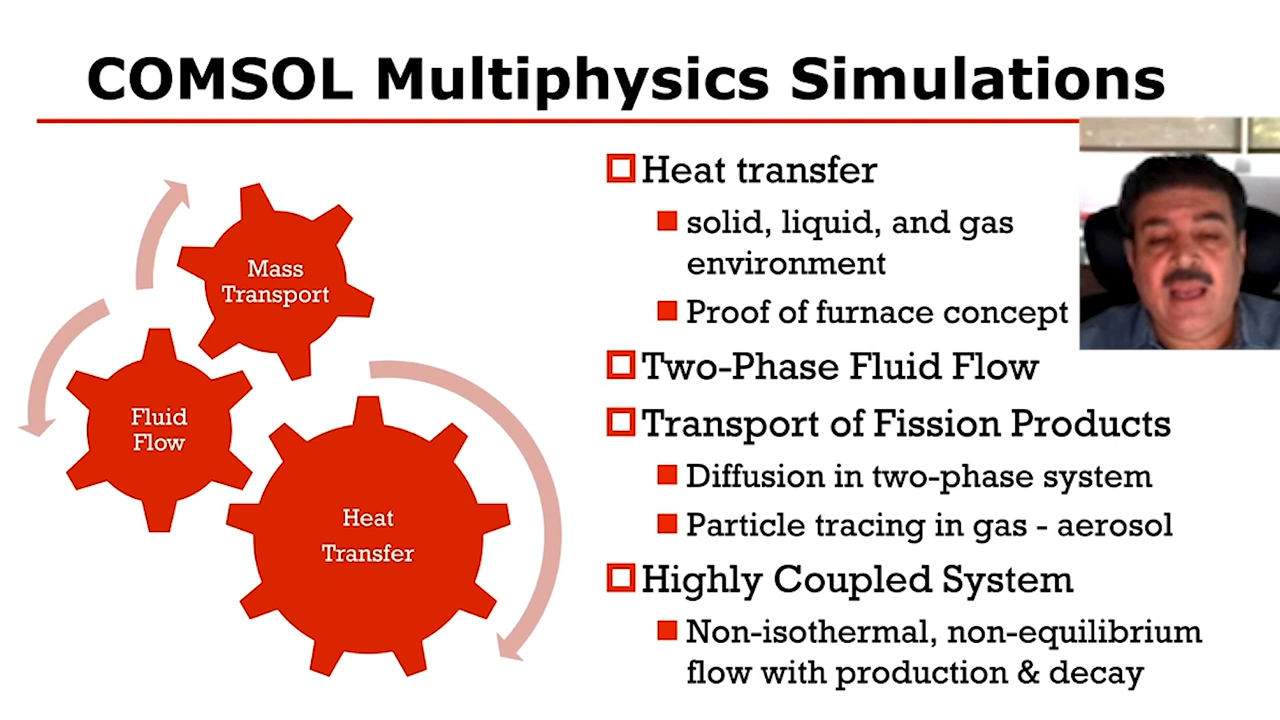 COMSOL Multiphysics Simulations
Mass
Transport
Fluid
Flow
Heat
Transfer
Heat transfer
solid, liquid, and gas
environment
Proof of furnace concept
Two-Phase Fluid Flow
Transport of Fission Products
Diffusion in two-phase system
Particle tracing in gas - aerosol
Highly Coupled System
Non-isothermal, non-equilibrium
flow with production & decay